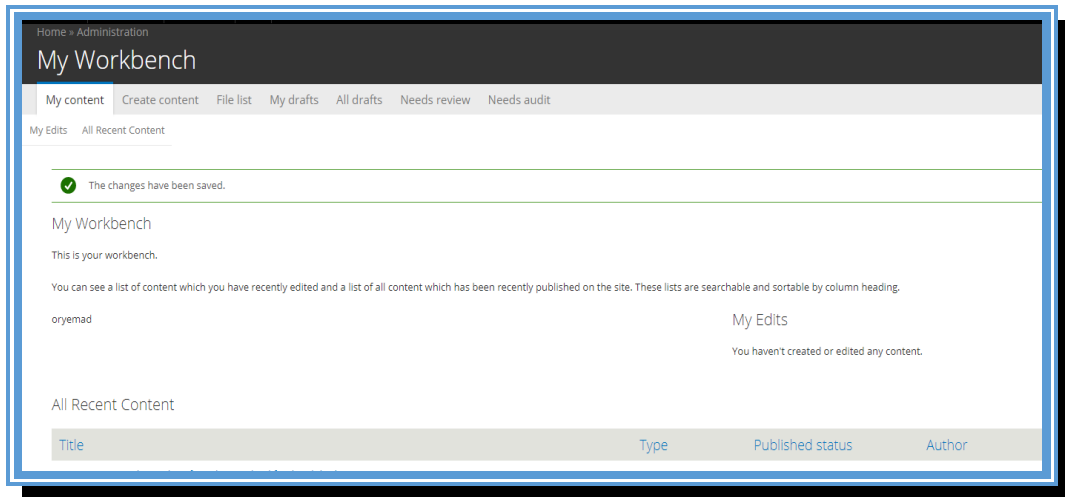 Home » Administration
My Workbench
My content Create content File list My drafts All drafts Needs review Needs audit
My Edits All Recent Content
The changes have been saved.
My Workbench
This is your workbench.
You can see a list of content which you have recently edited and a list of all content which has been recently published on the site. These lists are searchable and sortable by column heading.
oryemad
My Edits
You haven't created or edited any content.
All Recent Content
Title Type Published status Author